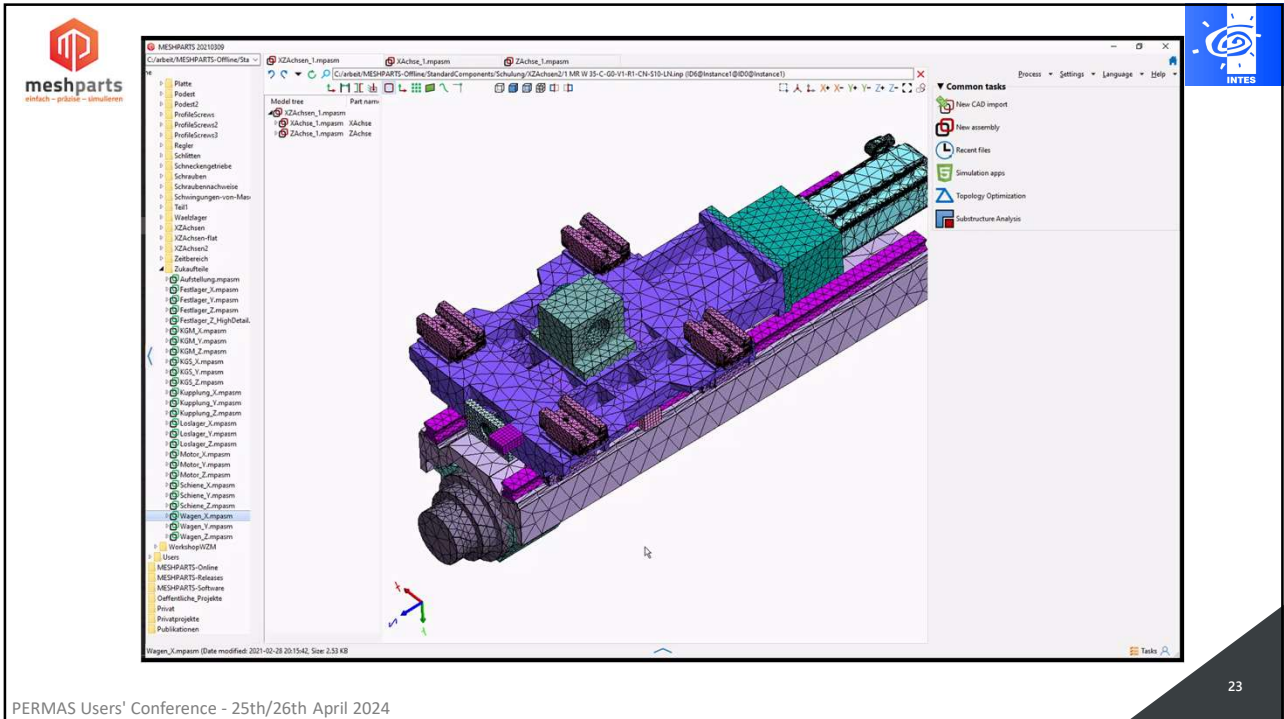 meshparts
einfach – präzise – simulieren
INTES
MESHPARTS 20210309
C:/arbeit/MESHPARTS-Offline/Sta
XZAchsen_1.mpasm
XAchse_1.mpasm
ZAchse_1.mpasm
C:/arbeit/MESHPARTS-Offline/StandardComponents/Schulung/XZAchsen2/1 MR W 35-C-G0-V1-R1-CN-S10-LN.inp (ID6@Instance1@ID0@Instance1)
Process
Settings
Language
Help
X+ X- Y+ Y- Z+ Z-
Platte
Podest
Podest2
ProfileScrews
ProfileScrews2
ProfileScrews3
Regler
Schlitten
Schneckengetriebe
Schrauben
Schraubennachweise
Schwingungen-von-Mas
Teil1
Waelzlager
XZAchsen
XZAchsen-flat
XZAchsen2
Zeitbereich
Zukaufteile
Aufstellung.mpasm
Festlager_X.mpasm
Festlager_Y.mpasm
Festlager_Z.mpasm
Festlager_Z_HighDetail.
KGM_X.mpasm
KGM_Y.mpasm
KGM_Z.mpasm
KGS_X.mpasm
KGS_Y.mpasm
KGS_Z.mpasm
Kupplung_X.mpasm
Kupplung_Y.mpasm
Kupplung_Z.mpasm
Loslager_X.mpasm
Loslager_Y.mpasm
Loslager_Z.mpasm
Motor_X.mpasm
Motor_Y.mpasm
Motor_Z.mpasm
Schiene_X.mpasm
Schiene_Y.mpasm
Schiene_Z.mpasm
Wagen_X.mpasm
Wagen_Y.mpasm
Wagen_Z.mpasm
WorkshopWZM
Users
MESHPARTS-Online
MESHPARTS-Releases
MESHPARTS-Software
Oeffentliche_Projekte
Privat
Privatprojekte
Publikationen
Model tree
Part nam
XZAchsen_1.mpasm
XAchse_1.mpasm XAchse
ZAchse_1.mpasm ZAchse
Common tasks
New CAD import
New assembly
Recent files
Simulation apps
Topology Optimization
Substructure Analysis
Wagen_X.mpasm (Date modified: 2021-02-28 20:15:42; Size: 2.53 KB
Tasks
23
PERMAS Users' Conference - 25th/26th April 2024